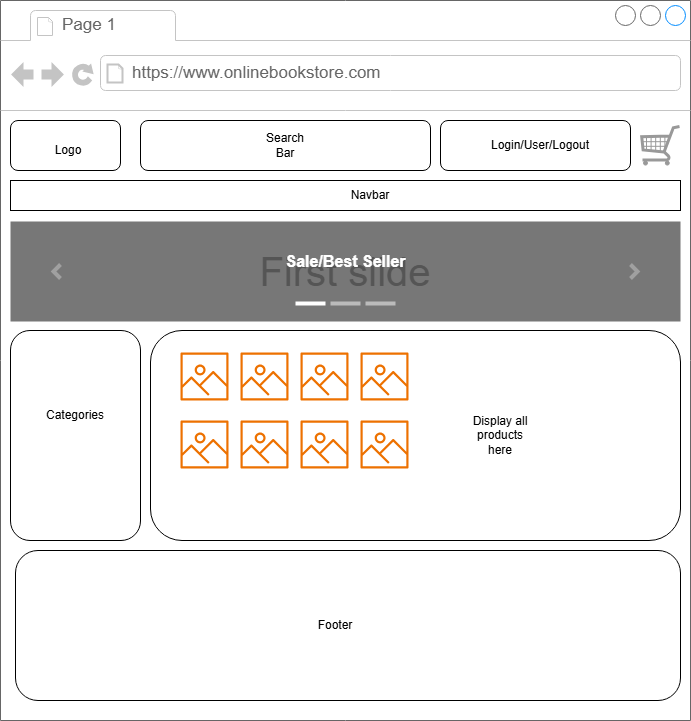 Page 1
https://www.onlinebookstore.com
Logo
Search
Bar
Login/User/Logout
Navbar
Sale/Best Seller
First slide
Categories
Display all
products
here
Footer